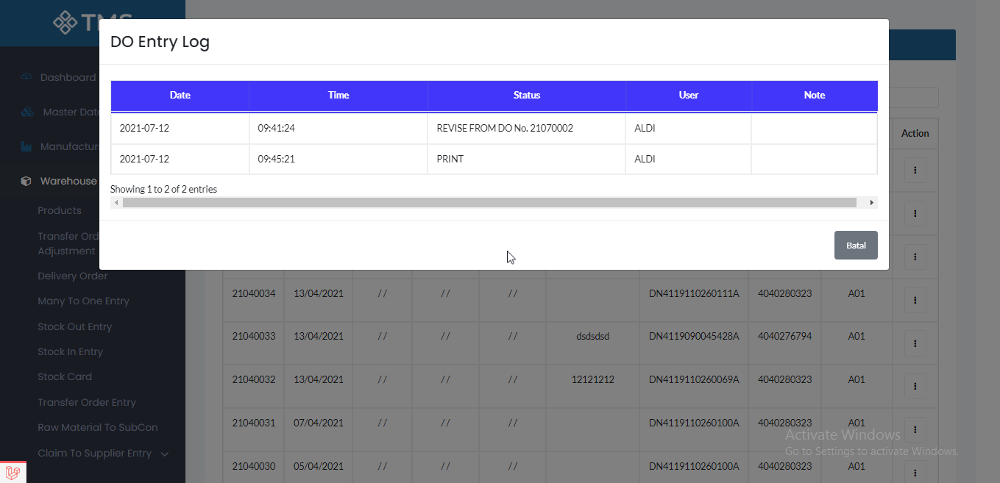 TMS
DO Entry Log
Date Time Status User Note
2021-07-12 09:41:24 REVISE FROM DO No. 21070002 ALDI
2021-07-12 09:45:21 PRINT ALDI
Showing 1 to 2 of 2 entries
Batal
Dashboard
Master Data
Manufactur
Warehouse
Products
Transfer Ord
Adjustment
Delivery Order
Many To One Entry
Stock Out Entry
Stock In Entry
Stock Card
Transfer Order Entry
Raw Material To SubCon
Claim To Supplier Entry
Action
21040034 13/04/2021 // // // DN4119110260111A 4040280323 A01
21040033 13/04/2021 // // // dsdsdsd DN4119090045428A 4040276794 A01
21040032 13/04/2021 // // // 12121212 DN4119110260069A 4040280323 A01
21040031 07/04/2021 // // // DN4119110260100A 4040280323 A01
21040030 05/04/2021 // // // DN4119110260100A 4040280323 A01
Activate Windows
Go to Settings to activate Windows.